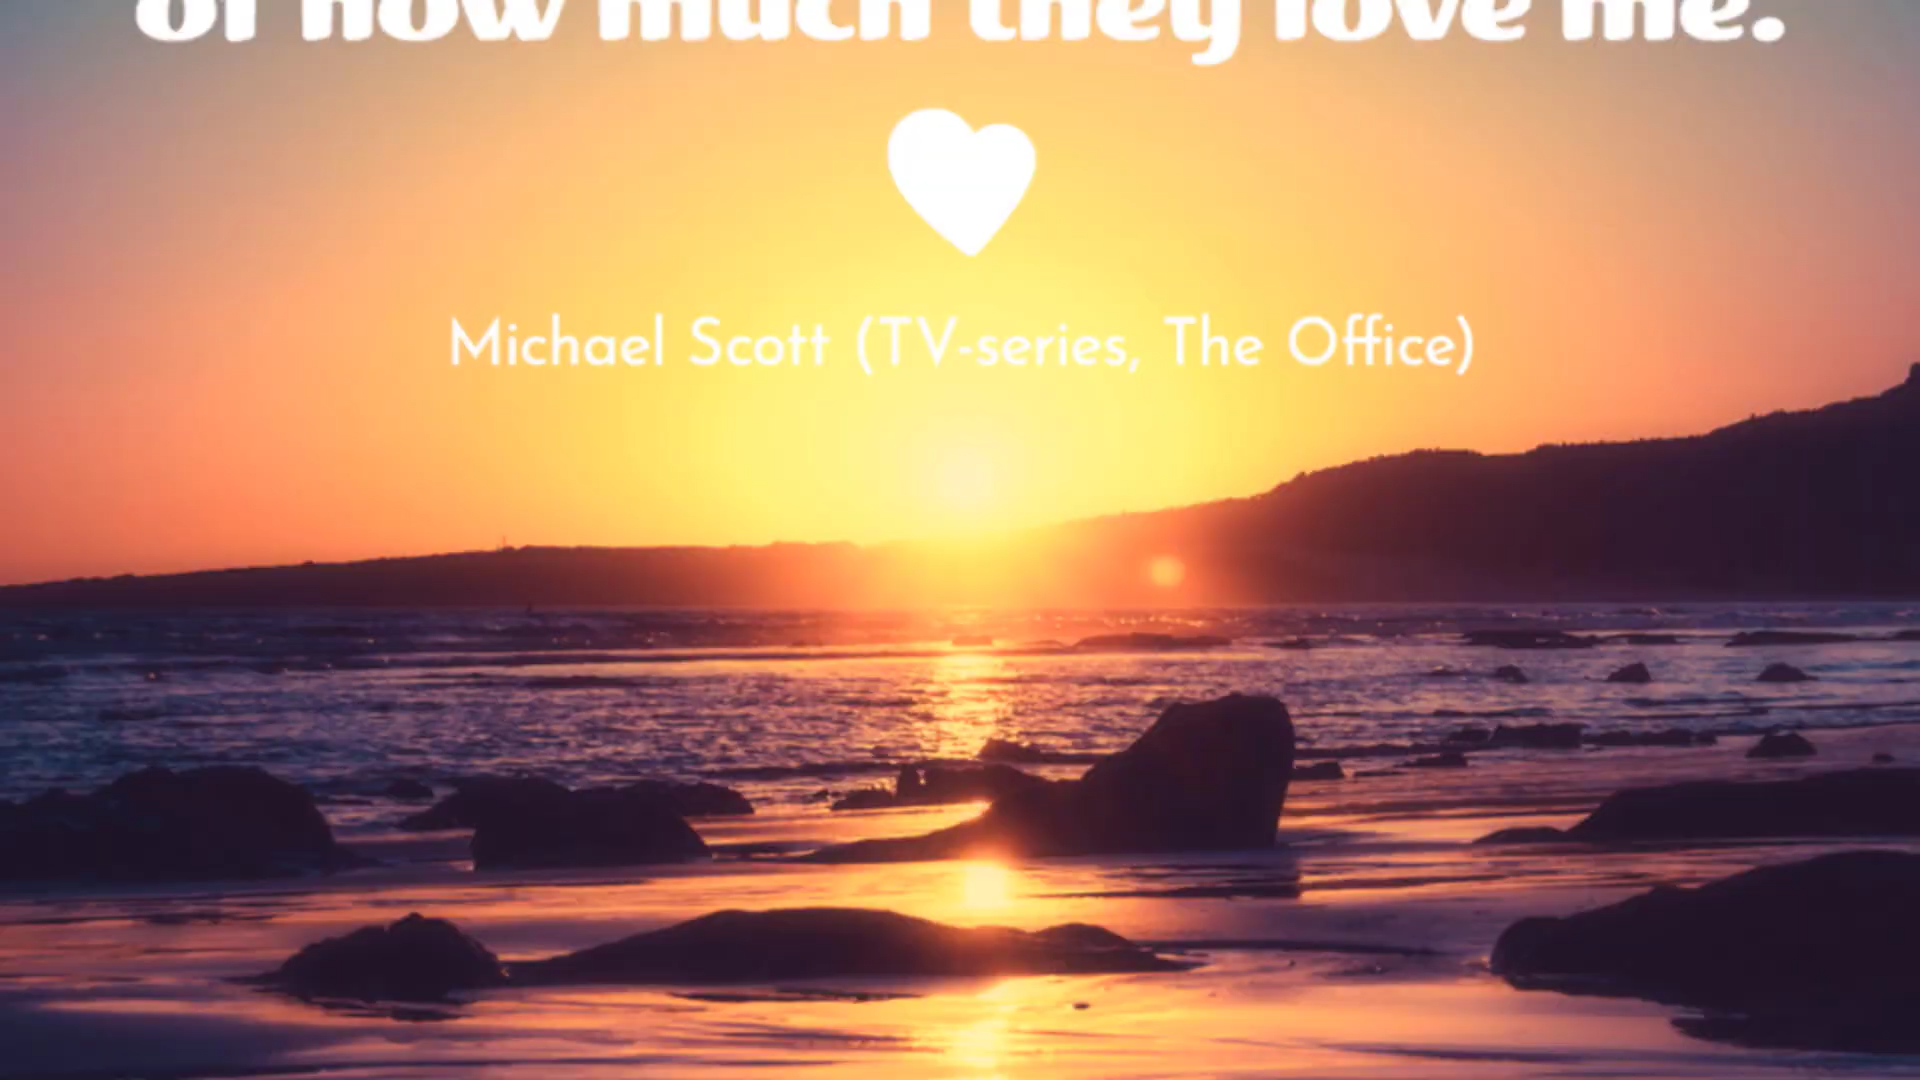 of how much they love me.
Michael Scott (TV-series, The Office)